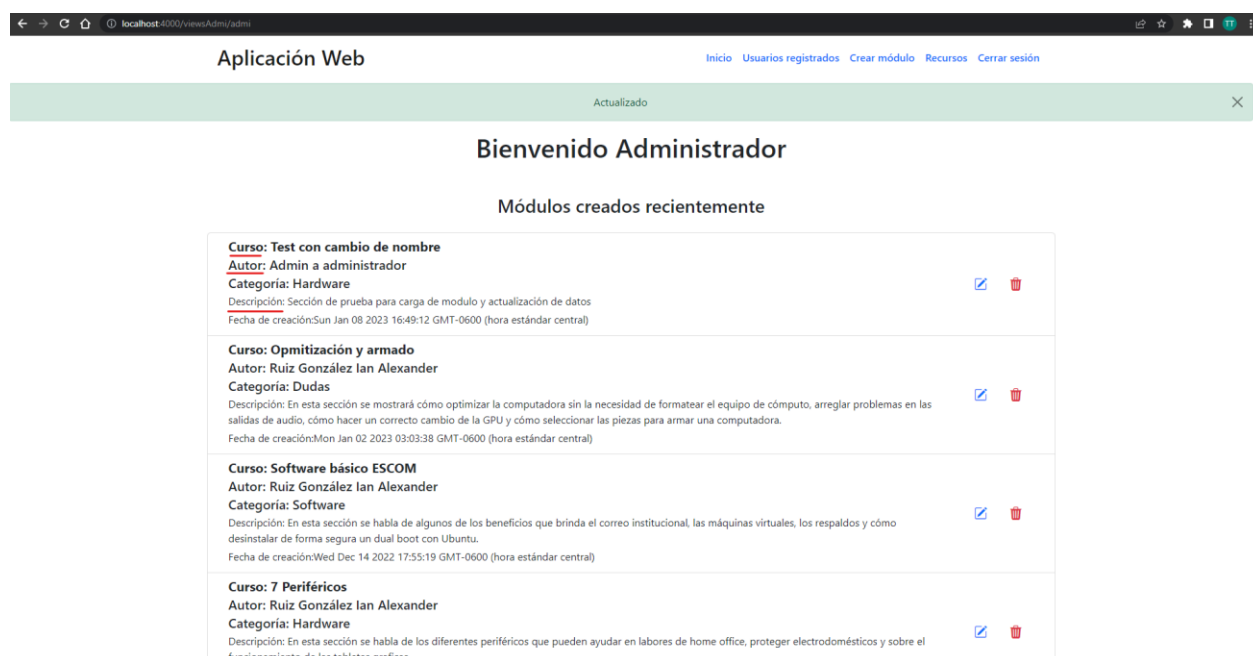 localhost:4000/viewsAdmi/admi
TT
Aplicación Web
Inicio Usuarios registrados Crear módulo Recursos Cerrar sesión
Actualizado
Bienvenido Administrador
Módulos creados recientemente
Curso: Test con cambio de nombre
Autor: Admin a administrador
Categoría: Hardware
Descripción: Sección de prueba para carga de modulo y actualización de datos
Fecha de creación:Sun Jan 08 2023 16:49:12 GMT-0600 (hora estándar central)
Curso: Opmitización y armado
Autor: Ruiz González Ian Alexander
Categoría: Dudas
Descripción: En esta sección se mostrará cómo optimizar la computadora sin la necesidad de formatear el equipo de cómputo, arreglar problemas en las
salidas de audio, cómo hacer un correcto cambio de la GPU y cómo seleccionar las piezas para armar una computadora.
Fecha de creación:Mon Jan 02 2023 03:03:38 GMT-0600 (hora estándar central)
Curso: Software básico ESCOM
Autor: Ruiz González Ian Alexander
Categoría: Software
Descripción: En esta sección se habla de algunos de los beneficios que brinda el correo institucional, las máquinas virtuales, los respaldos y cómo
desinstalar de forma segura un dual boot con Ubuntu.
Fecha de creación:Wed Dec 14 2022 17:55:19 GMT-0600 (hora estándar central)
Curso: 7 Periféricos
Autor: Ruiz González Ian Alexander
Categoría: Hardware
Descripción: En esta sección se habla de los diferentes periféricos que pueden ayudar en labores de home office, proteger electrodomésticos y sobre el